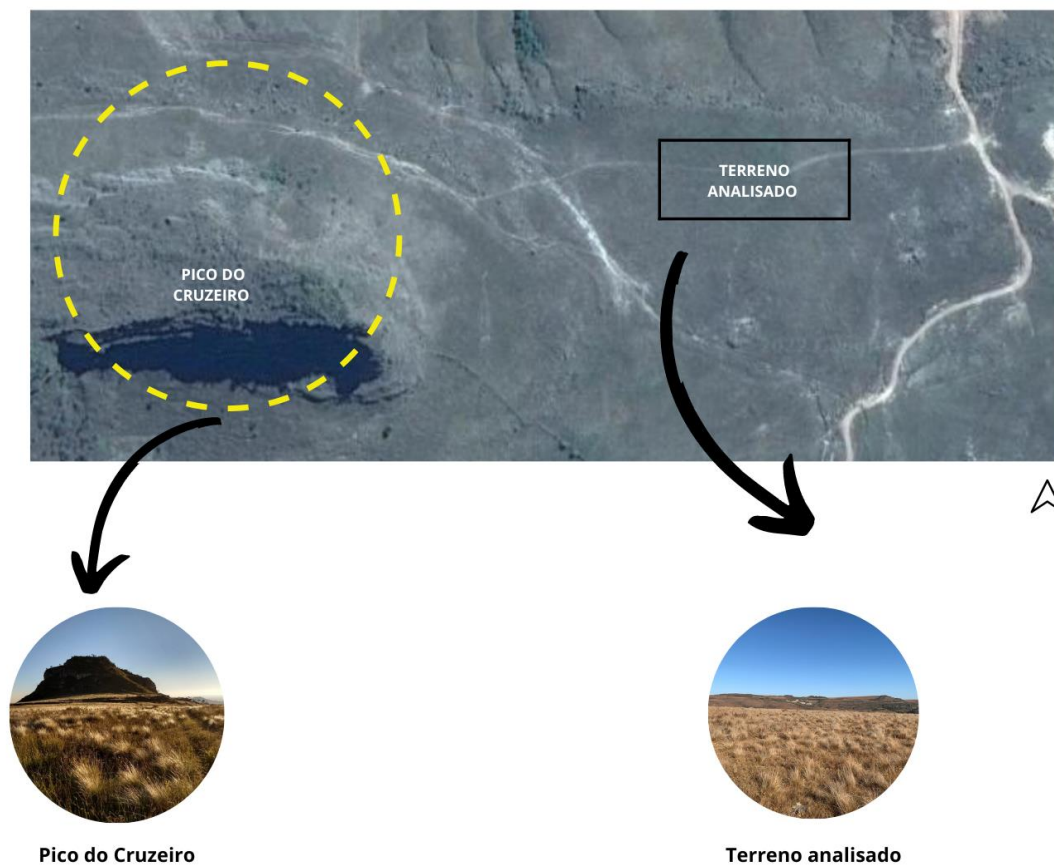 TERRENO
ANALISADO
PICO DO
CRUZEIRO
Pico do Cruzeiro
Terreno analisado